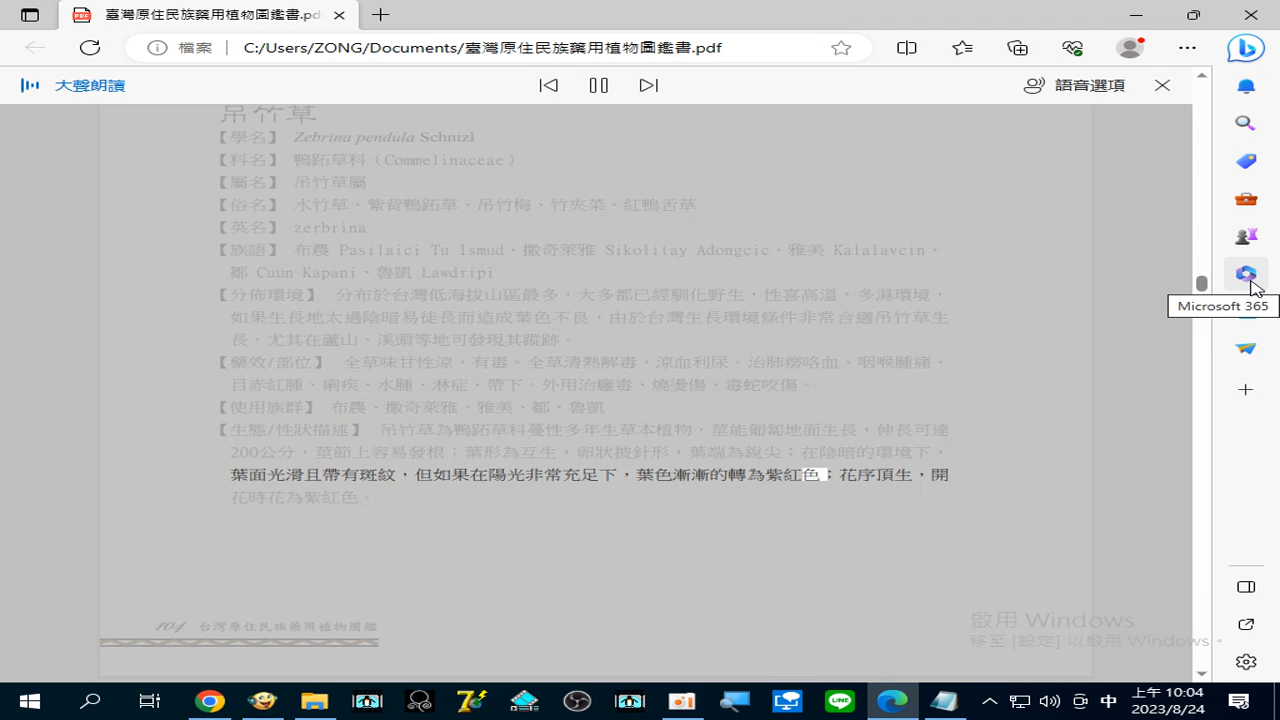 臺灣原住民族藥用植物圖鑑書.pd
檔案
C:/Users/ZONG/Documents/臺灣原住民族藥用植物圖鑑書.pdf
大聲朗讀
語音選項
吊竹草
【學名】 Zebrina pendula Schnizl
【科名】 鴨跖草科（Commelinaceae）
【屬名】 吊竹草屬
【俗名】 水竹草、紫背鴨跖草、吊竹梅、竹夾菜、紅鴨舌草
【英名】 zerbrina
【族語】 布農 Pasilaici Tu Ismud、撒奇萊雅 Sikolitay Adongcic、雅美 Kalalavcin、
鄒 Cuun Kapani、魯凱 Lawdripi
【分佈環境】 分布於台灣低海拔山區最多，大多都已經馴化野生，性喜高溫，多濕環境，
如果生長地太過陰暗易徒長而造成葉色不良，由於台灣生長環境條件非常合適吊竹草生
長，尤其在蘆山、溪頭等地可發現其蹤跡。
【藥效/部位】 全草味甘性涼，有毒。全草清熱解毒，涼血利尿。治肺癆咯血、咽喉腫痛、
目赤紅腫、痢疾、水腫、淋症、帶下。外用治癰毒、燒燙傷、毒蛇咬傷。
【使用族群】 布農、撒奇萊雅、雅美、鄒、魯凱
【生態/性狀描述】 吊竹草為鴨跖草科蔓性多年生草本植物，莖能匍匐地面生長，伸長可達
200公分，莖節上容易發根；葉形為互生，卵狀披針形，葉端為銳尖；在陰暗的環境下，
葉面光滑且帶有斑紋，但如果在陽光非常充足下，葉色漸漸的轉為紫紅色；花序頂生，開
花時花為紫紅色。
104 台灣原住民族藥用植物圖鑑
Microsoft 365
啟用 Windows
移至 [設定] 以啟用 Windows。
中
上午 10:04
2023/8/24
LINE